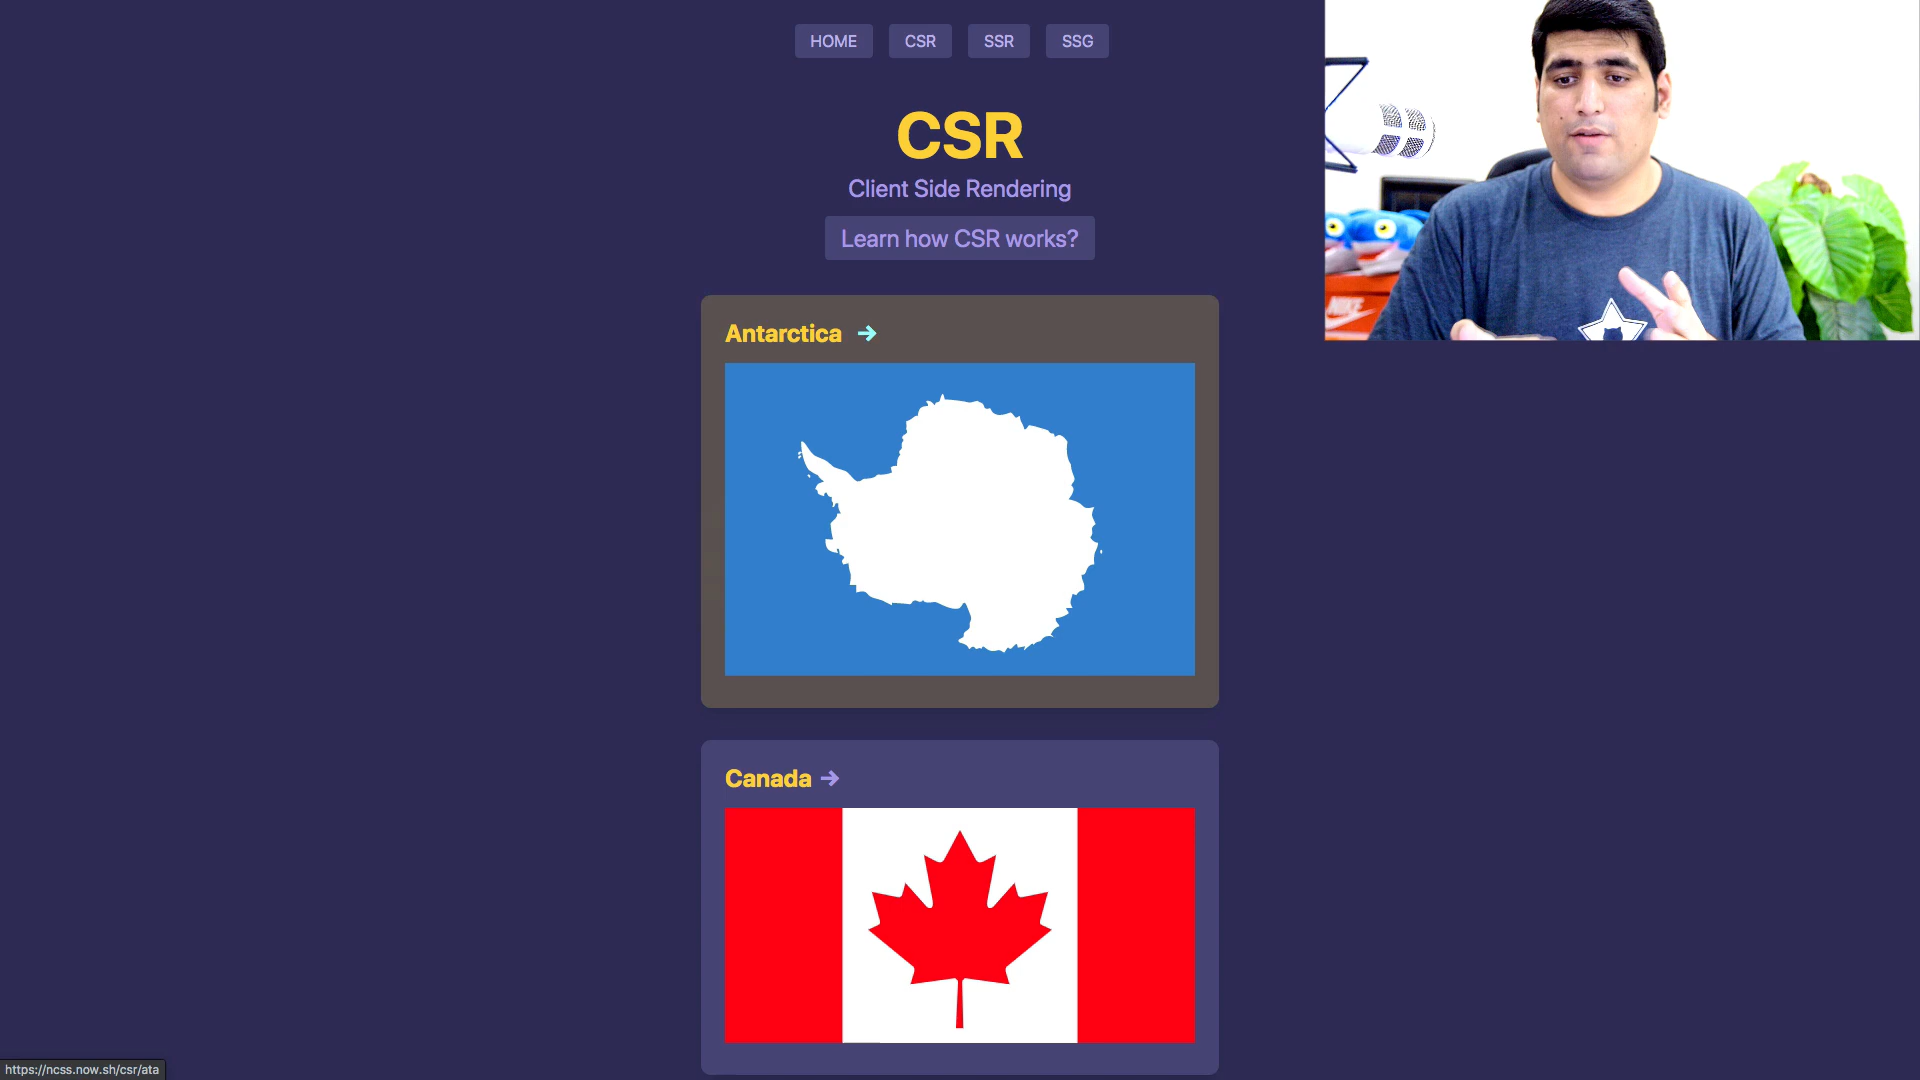 HOME CSR SSR SSG
CSR
Client Side Rendering
Learn how CSR works?
Antarctica →
Canada →
NIKE
https://ncss.now.sh/csr/ata